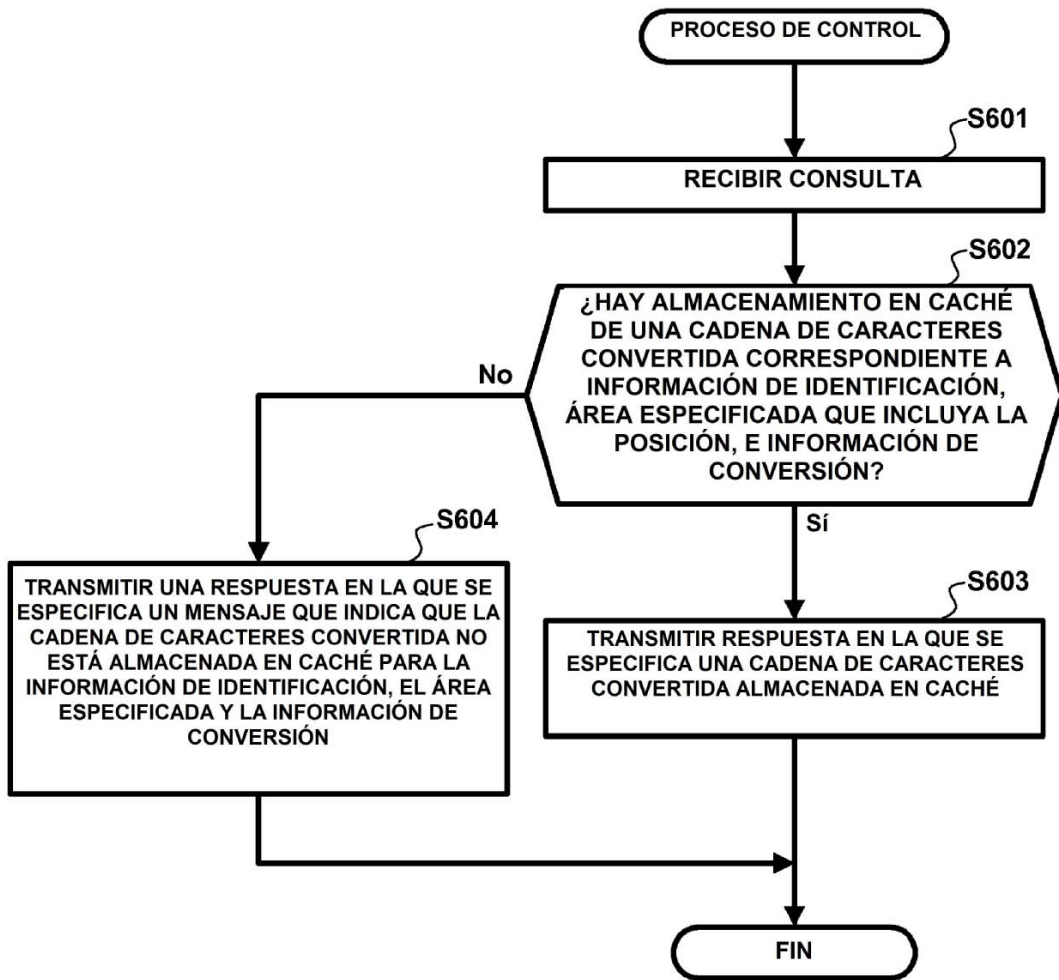 PROCESO DE CONTROL
S601
RECIBIR CONSULTA
S602
¿HAY ALMACENAMIENTO EN CACHÉ
DE UNA CADENA DE CARACTERES
CONVERTIDA CORRESPONDIENTE A
INFORMACIÓN DE IDENTIFICACIÓN,
ÁREA ESPECIFICADA QUE INCLUYA LA
POSICIÓN, E INFORMACIÓN DE
CONVERSIÓN?
No
Sí
S604
TRANSMITIR UNA RESPUESTA EN LA QUE SE
ESPECIFICA UN MENSAJE QUE INDICA QUE LA
CADENA DE CARACTERES CONVERTIDA NO
ESTÁ ALMACENADA EN CACHÉ PARA LA
INFORMACIÓN DE IDENTIFICACIÓN, EL ÁREA
ESPECIFICADA Y LA INFORMACIÓN DE
CONVERSIÓN
S603
TRANSMITIR RESPUESTA EN LA QUE SE
ESPECIFICA UNA CADENA DE CARACTERES
CONVERTIDA ALMACENADA EN CACHÉ
FIN